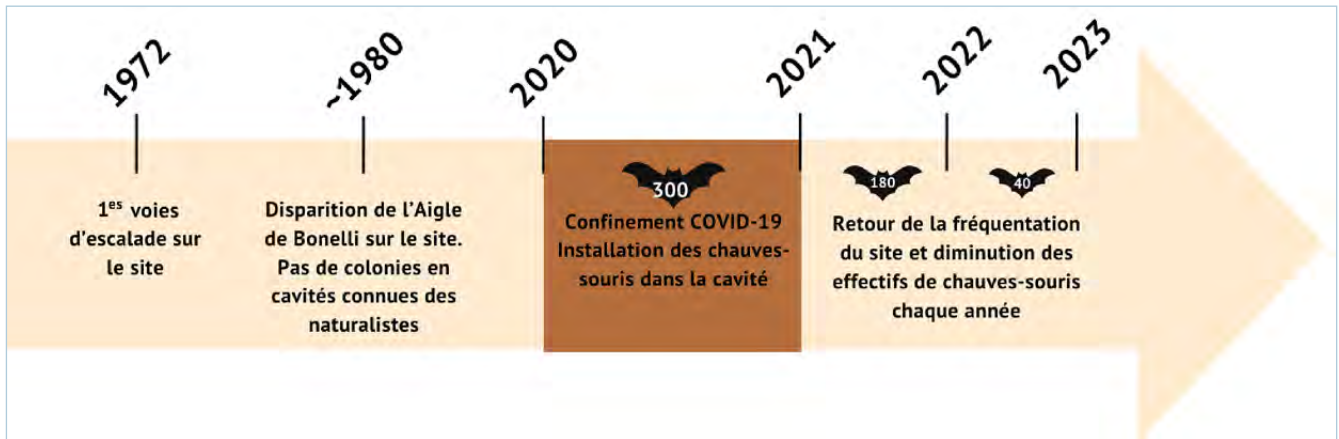 1972
~1980
2020
2021
2022
2023
1es voies
d'escalade sur
le site
Disparition de l'Aigle
de Bonelli sur le site.
Pas de colonies en
cavités connues des
naturalistes
300
Confinement COVID-19
Installation des chauves-
souris dans la cavité
180
40
Retour de la fréquentation
du site et diminution des
effectifs de chauves-souris
chaque année